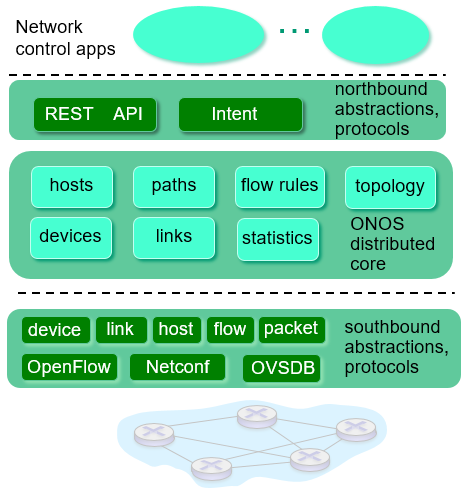 Network
control apps
...
northbound
abstractions,
protocols
REST API
Intent
hosts
paths
flow rules
topology
devices
links
statistics
ONOS
distributed
core
device
link
host
flow
packet
southbound
abstractions,
protocols
OpenFlow
Netconf
OVSDB